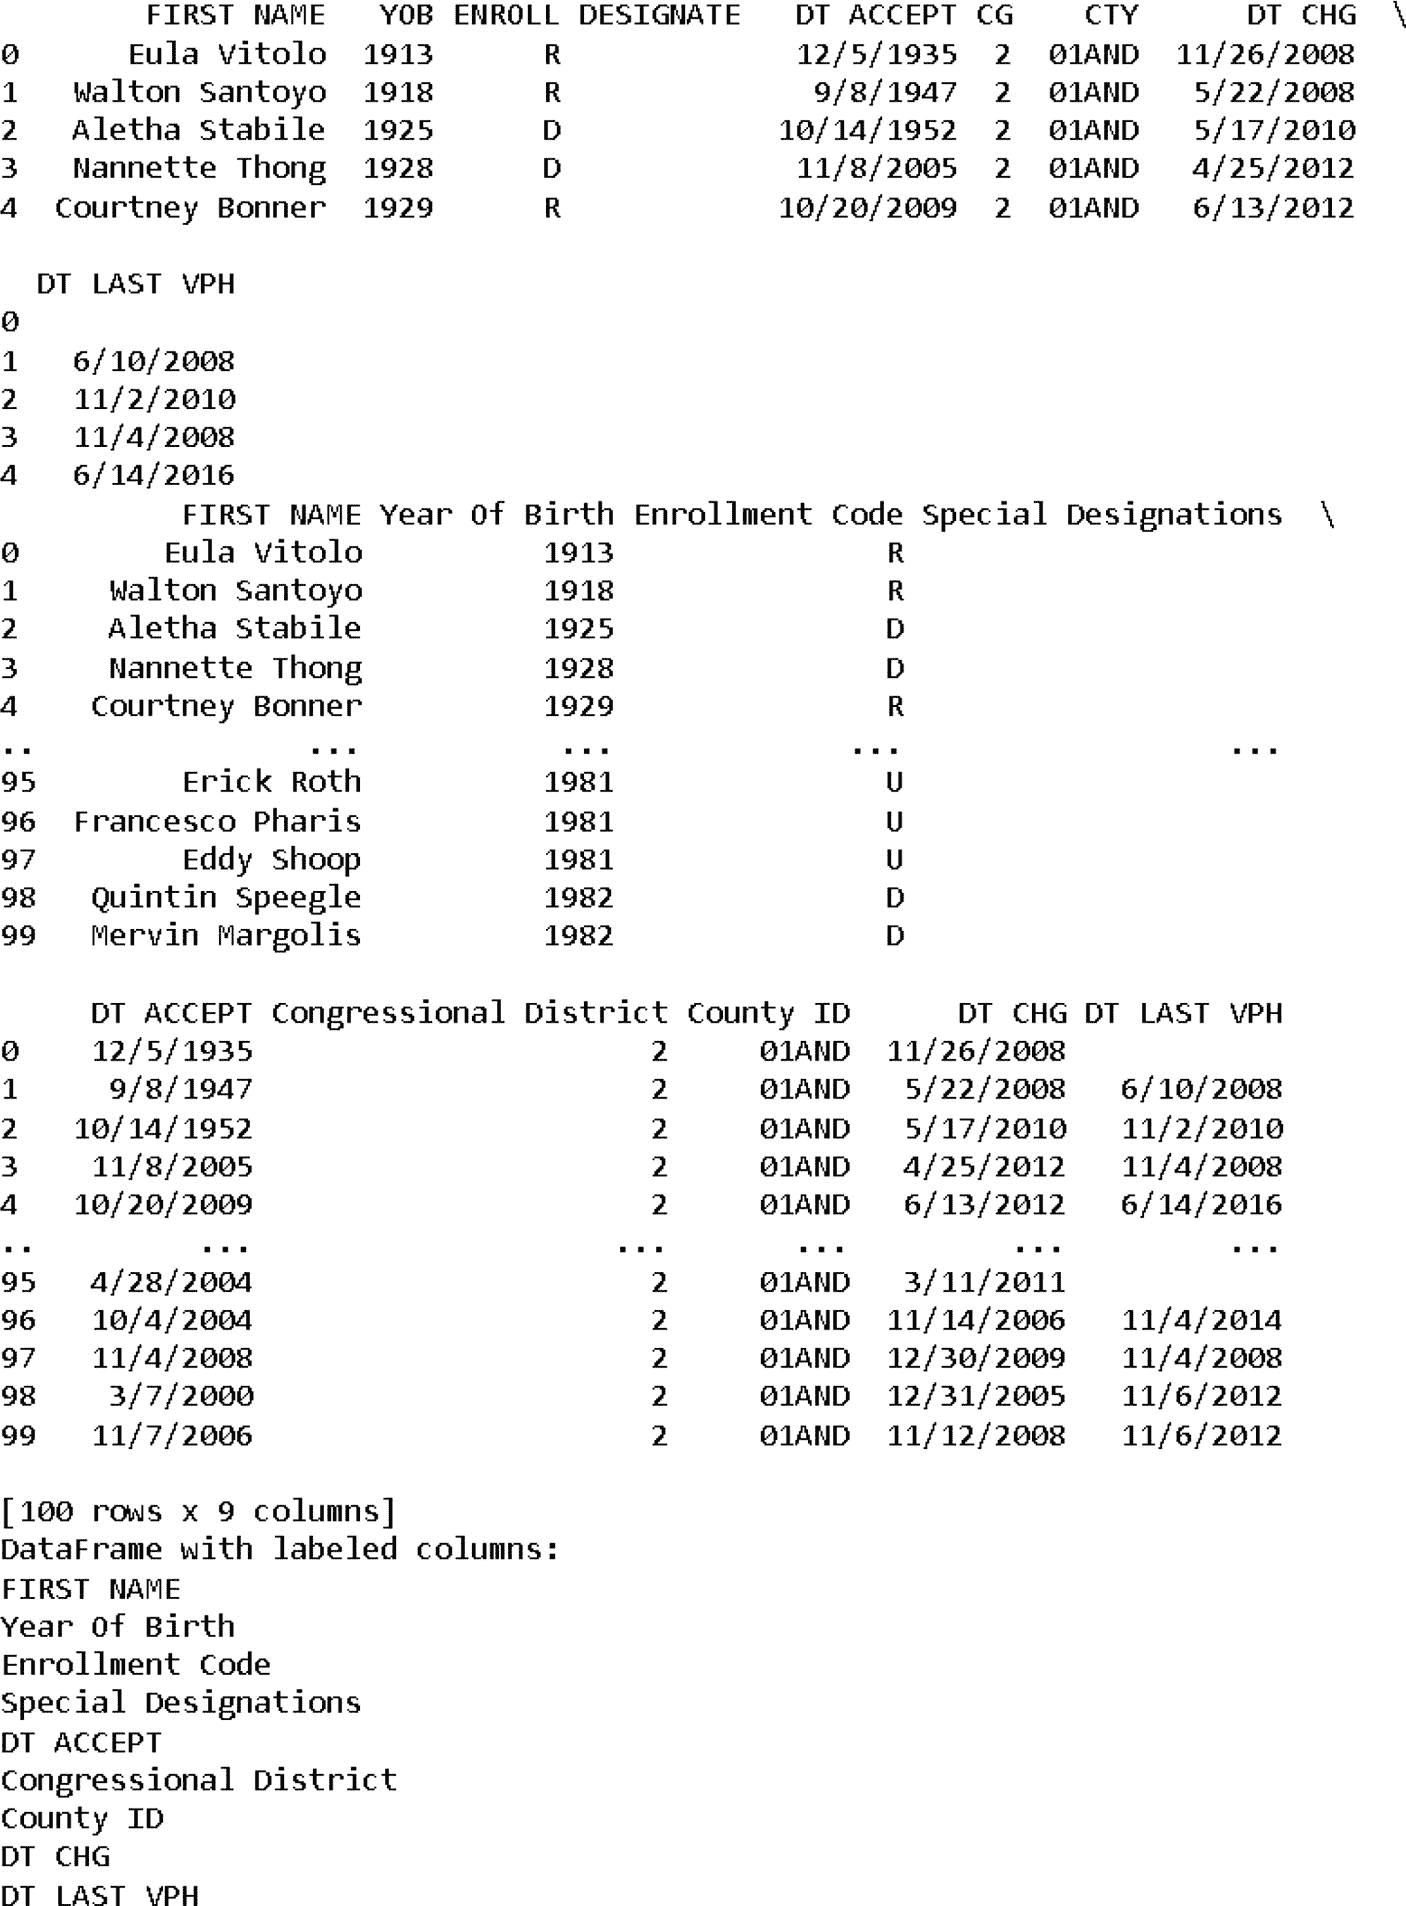 FIRST NAME YOB ENROLL DESIGNATE DT ACCEPT CG CTY DT CHG \
0 Eula Vitolo 1913 R 12/5/1935 2 01AND 11/26/2008
1 Walton Santoyo 1918 R 9/8/1947 2 01AND 5/22/2008
2 Aletha Stabile 1925 D 10/14/1952 2 01AND 5/17/2010
3 Nannette Thong 1928 D 11/8/2005 2 01AND 4/25/2012
4 Courtney Bonner 1929 R 10/20/2009 2 01AND 6/13/2012
DT LAST VPH
0
1 6/10/2008
2 11/2/2010
3 11/4/2008
4 6/14/2016
FIRST NAME Year Of Birth Enrollment Code Special Designations \
0 Eula Vitolo 1913 R
1 Walton Santoyo 1918 R
2 Aletha Stabile 1925 D
3 Nannette Thong 1928 D
4 Courtney Bonner 1929 R
.. ... ... ... ...
95 Erick Roth 1981 U
96 Francesco Pharis 1981 U
97 Eddy Shoop 1981 U
98 Quintin Speegle 1982 D
99 Mervin Margolis 1982 D
DT ACCEPT Congressional District County ID DT CHG DT LAST VPH
0 12/5/1935 2 01AND 11/26/2008
1 9/8/1947 2 01AND 5/22/2008 6/10/2008
2 10/14/1952 2 01AND 5/17/2010 11/2/2010
3 11/8/2005 2 01AND 4/25/2012 11/4/2008
4 10/20/2009 2 01AND 6/13/2012 6/14/2016
.. ... ... ... ... ...
95 4/28/2004 2 01AND 3/11/2011
96 10/4/2004 2 01AND 11/14/2006 11/4/2014
97 11/4/2008 2 01AND 12/30/2009 11/4/2008
98 3/7/2000 2 01AND 12/31/2005 11/6/2012
99 11/7/2006 2 01AND 11/12/2008 11/6/2012
[100 rows x 9 columns]
DataFrame with labeled columns:
FIRST NAME
Year Of Birth
Enrollment Code
Special Designations
DT ACCEPT
Congressional District
County ID
DT CHG
DT LAST VPH